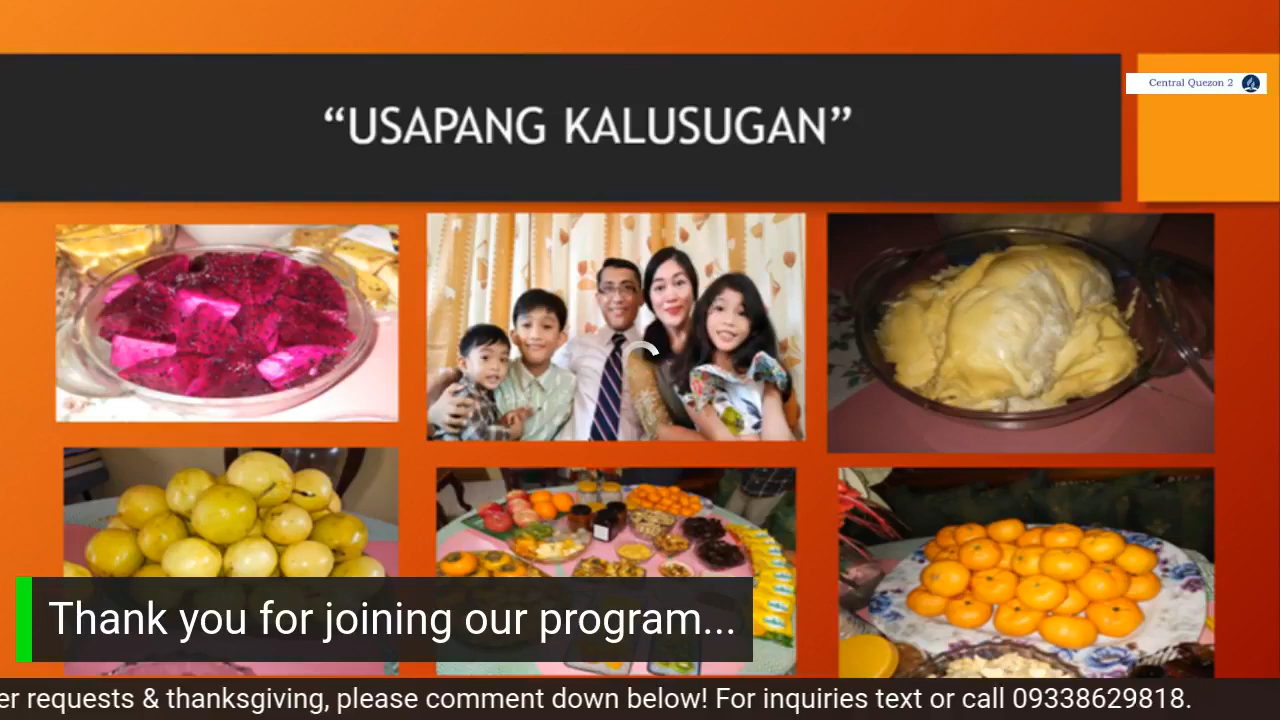 “USAPANG KALUSUGAN”
Central Quezon 2
Thank you for joining our program...
requests & thanksgiving, please comment down below! For inquiries text or call 09338629818.